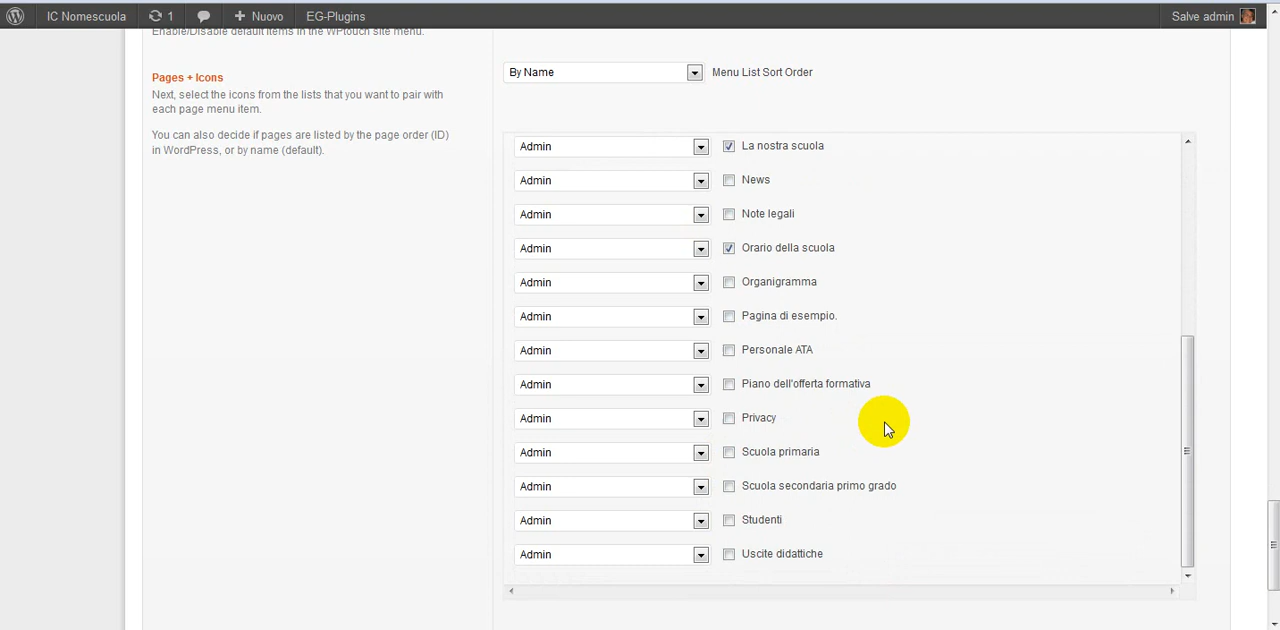 IC Nomescuola 1 Nuovo EG-Plugins Salve admin
Enable/Disable default items in the WPtouch site menu.
Pages + Icons
Next, select the icons from the lists that you want to pair with
each page menu item.
You can also decide if pages are listed by the page order (ID)
in WordPress, or by name (default).
By Name Menu List Sort Order
Admin La nostra scuola
Admin News
Admin Note legali
Admin Orario della scuola
Admin Organigramma
Admin Pagina di esempio.
Admin Personale ATA
Admin Piano dell'offerta formativa
Admin Privacy
Admin Scuola primaria
Admin Scuola secondaria primo grado
Admin Studenti
Admin Uscite didattiche